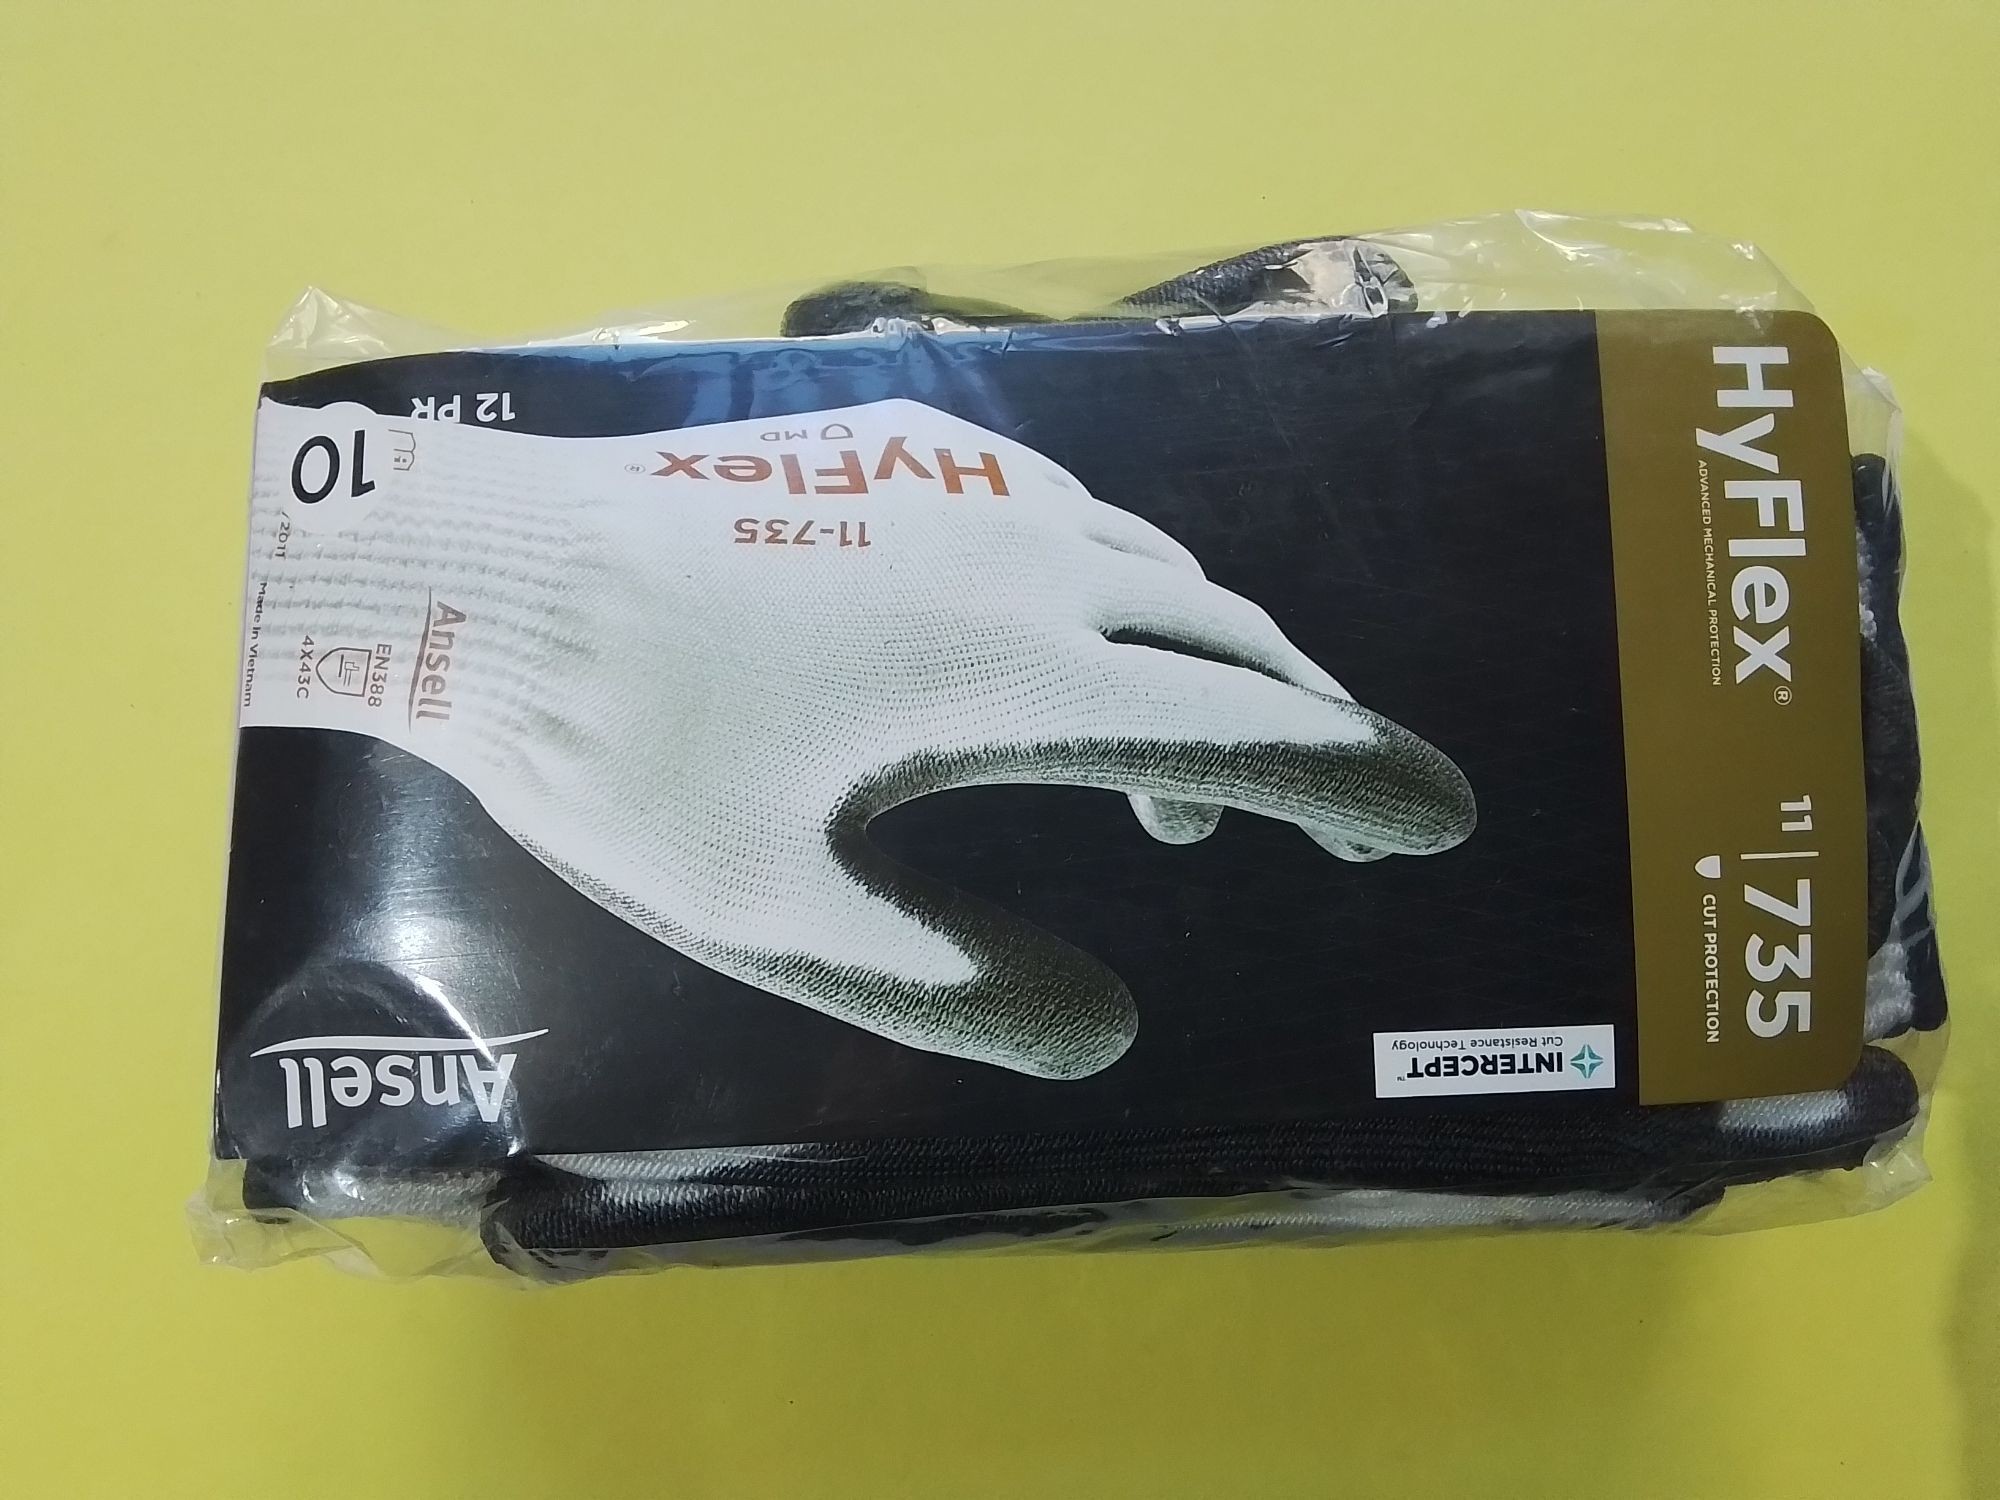 HyFlex®
ADVANCED MECHANICAL PROTECTION
11|735
CUT PROTECTION
INTERCEPT™
Cut Resistance Technology
HyFlex®
MD
11-735
12 PR
10
/ 2011
Made in Vietnam
Ansell
EN388
4X43C
Ansell